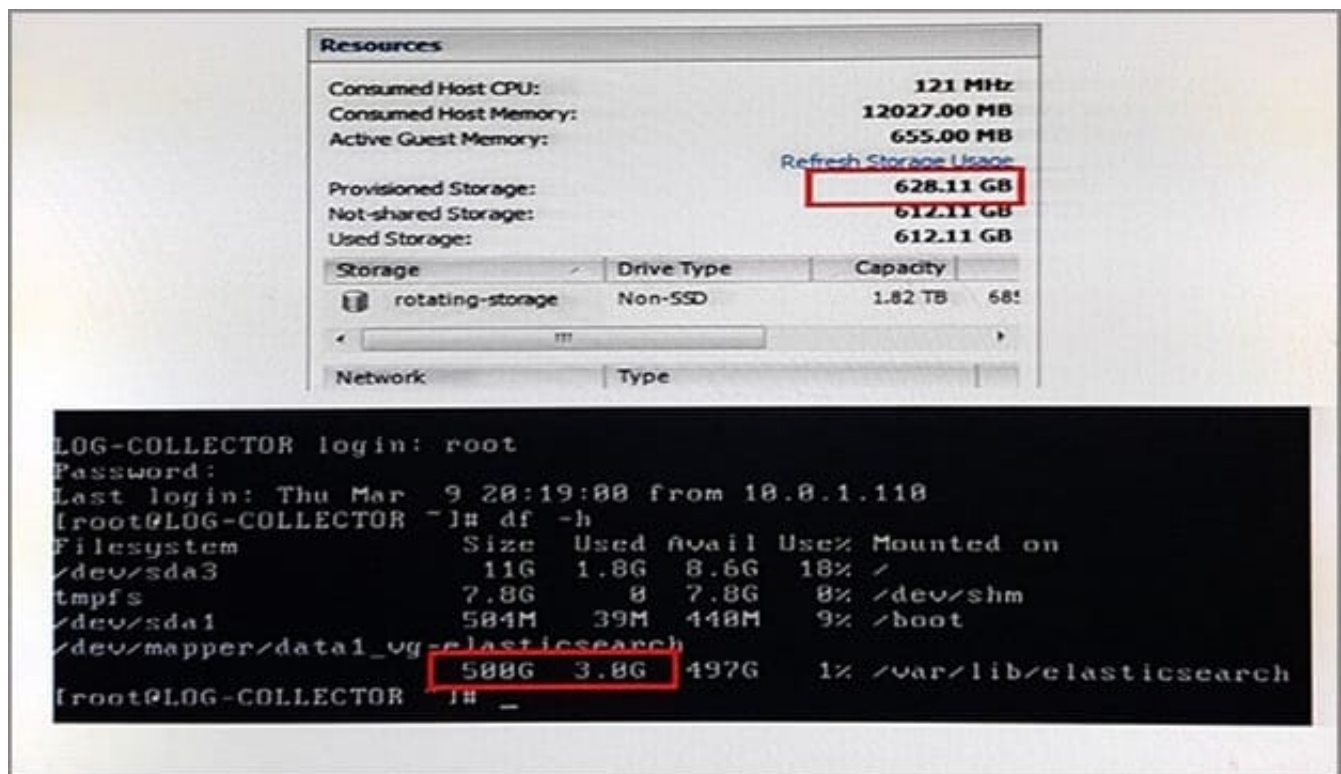 Resources
Consumed Host CPU: 121 MHz
Consumed Host Memory: 12027.00 MB
Active Guest Memory: 655.00 MB
Refresh Storage Usage
Provisioned Storage: 628.11 GB
Not-shared Storage: 612.11 GB
Used Storage: 612.11 GB
Storage Drive Type Capacity
rotating-storage Non-SSD 1.82 TB 685
Network Type
LOG-COLLECTOR login: root
Password:
Last login: Thu Mar 9 20:19:00 from 10.0.1.110
[root@LOG-COLLECTOR ~]# df -h
Filesystem Size Used Avail Use% Mounted on
/dev/sda3 11G 1.8G 8.6G 18% /
tmpfs 7.8G 0 7.8G 0% /dev/shm
/dev/sda1 504M 39M 440M 9% /boot
/dev/mapper/data1_vg-elasticsearch
500G 3.0G 497G 1% /var/lib/elasticsearch
[root@LOG-COLLECTOR ~]# _